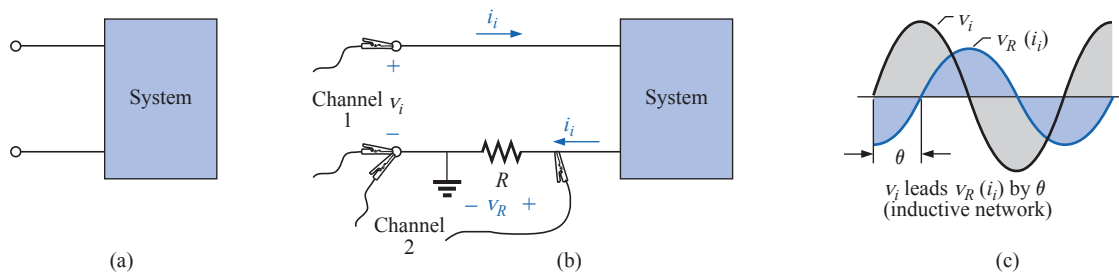 System
(a)
i_i
+
Channel 1
v_i
−
i_i
R
− v_R +
Channel 2
System
(b)
v_i
v_R (i_i)
θ
v_i leads v_R (i_i) by θ
(inductive network)
(c)